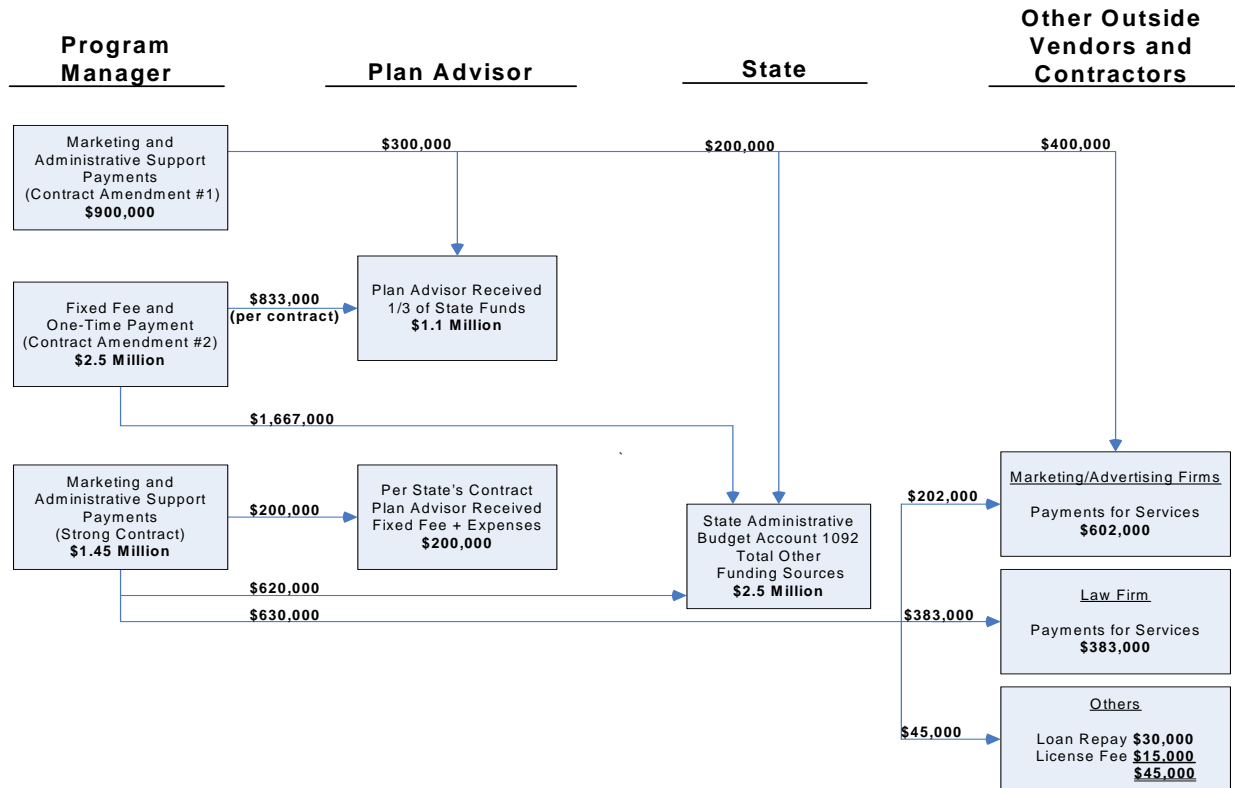 Program
Manager
Plan Advisor
State
Other Outside
Vendors and
Contractors
Marketing and
Administrative Support
Payments
(Contract Amendment #1)
$900,000
$300,000
$200,000
$400,000
Plan Advisor Received
1/3 of State Funds
$1.1 Million
Fixed Fee and
One-Time Payment
(Contract Amendment #2)
$2.5 Million
$833,000
(per contract)
$1,667,000
Marketing and
Administrative Support
Payments
(Strong Contract)
$1.45 Million
$200,000
Per State's Contract
Plan Advisor Received
Fixed Fee + Expenses
$200,000
$620,000
$630,000
State Administrative
Budget Account 1092
Total Other
Funding Sources
$2.5 Million
$202,000
$383,000
$45,000
Marketing/Advertising Firms
Payments for Services
$602,000
Law Firm
Payments for Services
$383,000
Others
Loan Repay $30,000
License Fee $15,000
$45,000